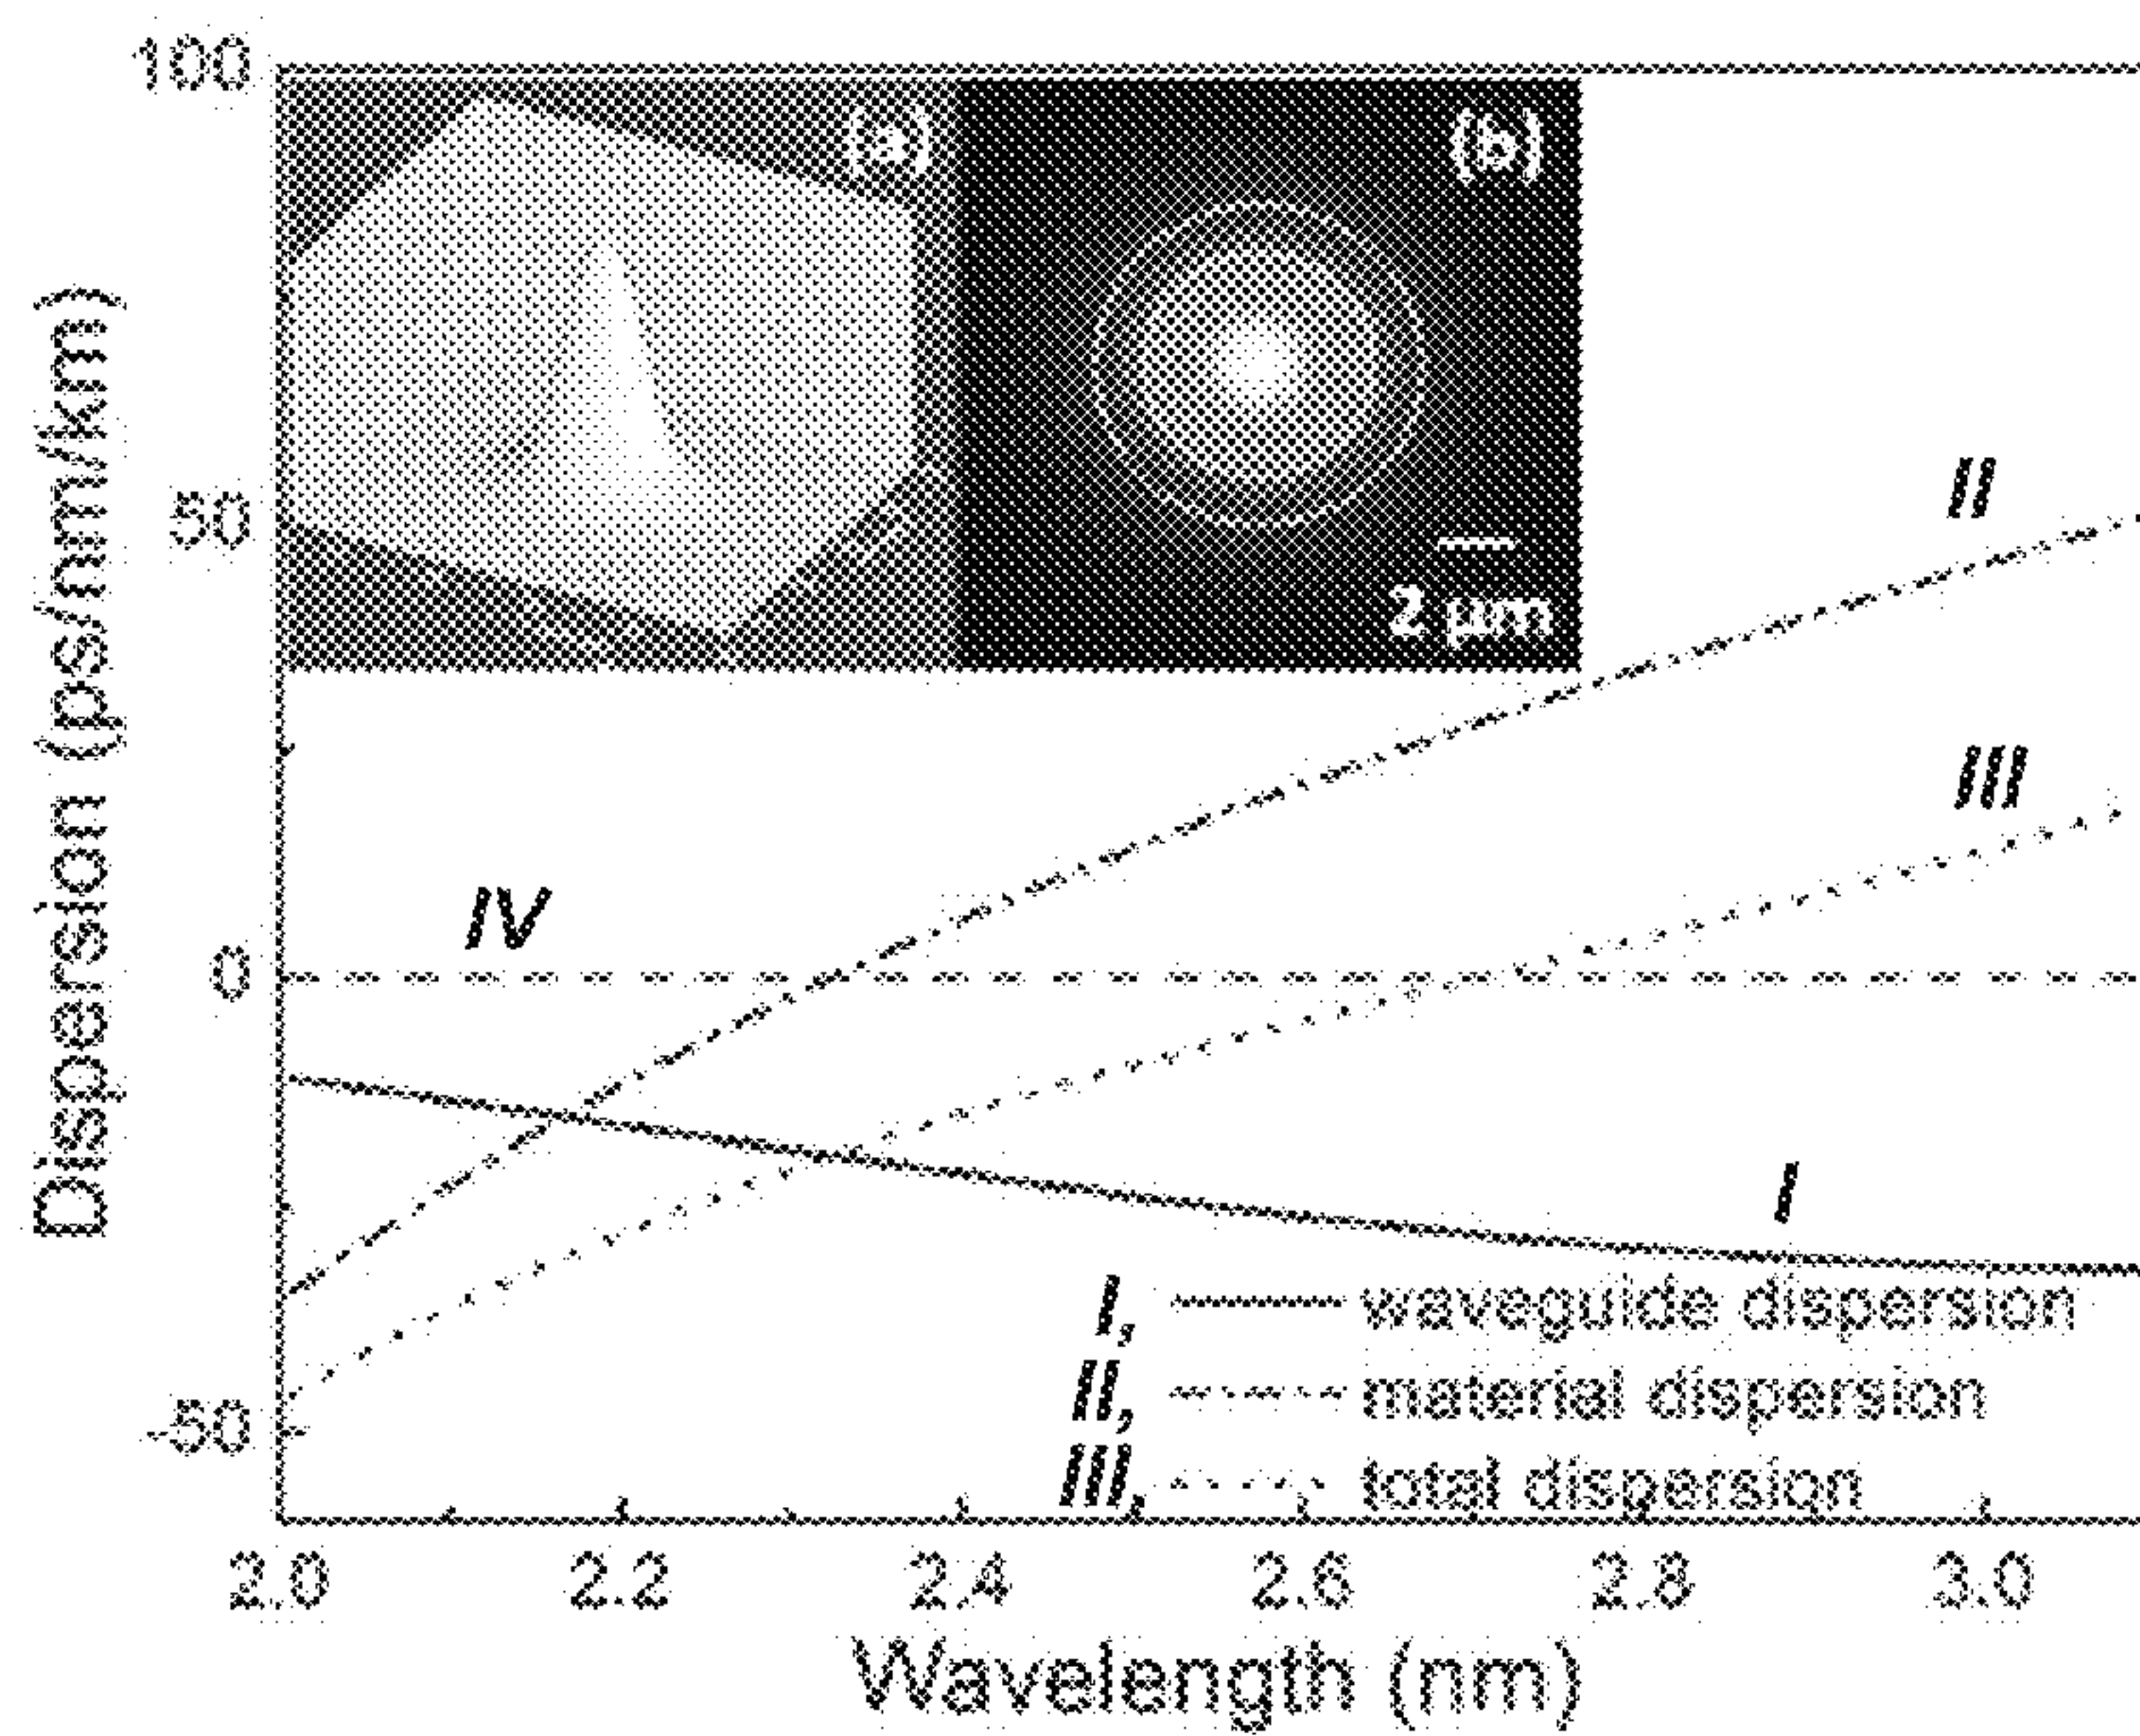 Dispersion (ps/nm/km)
100
50
0
-50
(a)
(b)
2 µm
II
III
IV
I
I, waveguide dispersion
II, material dispersion
III, total dispersion
2.0 2.2 2.4 2.6 2.8 3.0
Wavelength (nm)